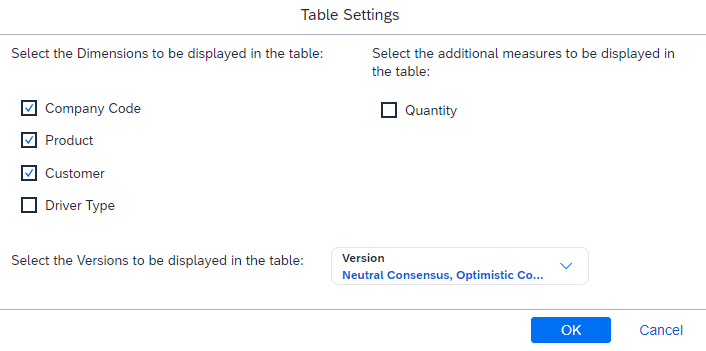 Table Settings
Select the Dimensions to be displayed in the table:
Select the additional measures to be displayed in
the table:
Company Code
Product
Customer
Driver Type
Quantity
Select the Versions to be displayed in the table:
Version
Neutral Consensus, Optimistic Co...
OK
Cancel